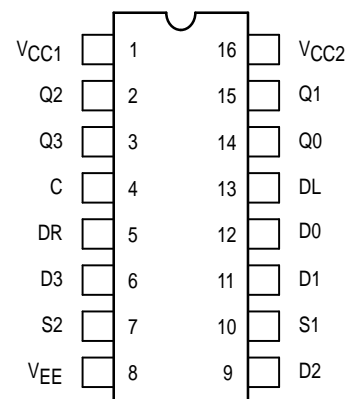 VCC1 1 16 VCC2
Q2 2 15 Q1
Q3 3 14 Q0
C 4 13 DL
DR 5 12 D0
D3 6 11 D1
S2 7 10 S1
VEE 8 9 D2